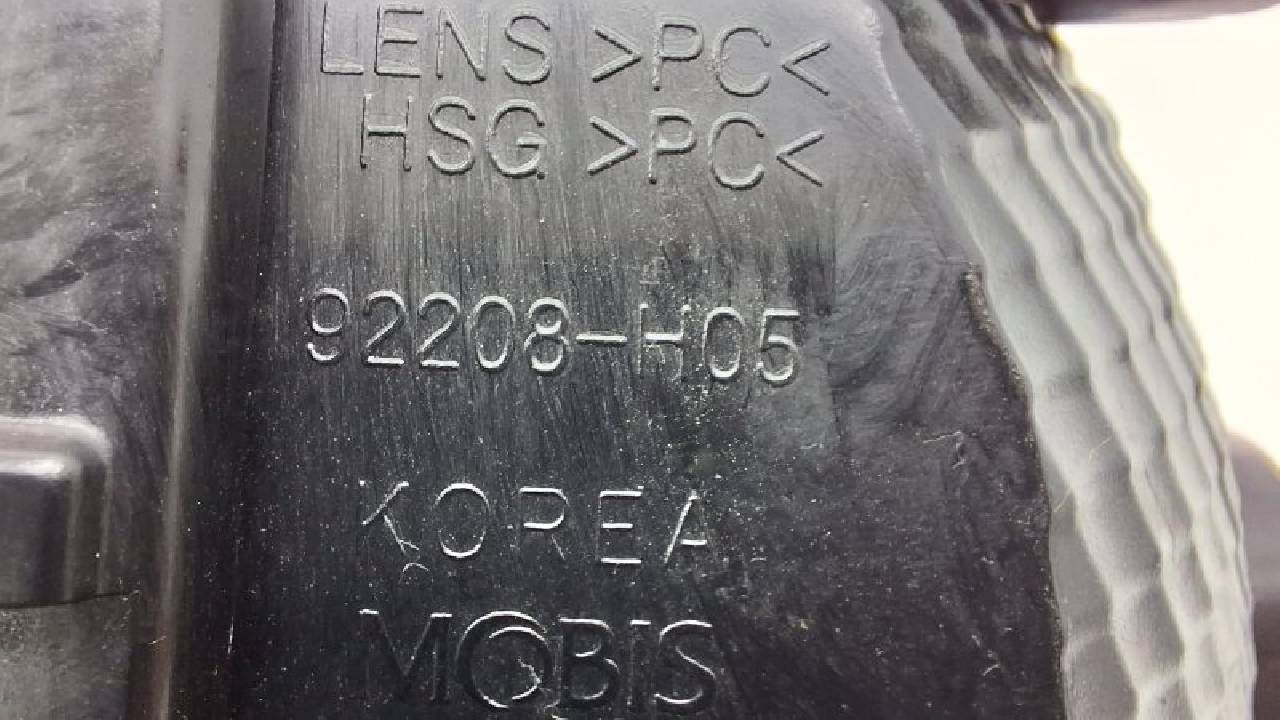 LENS >PC<
HSG >PC<
92208-H05
KOREA
MOBIS